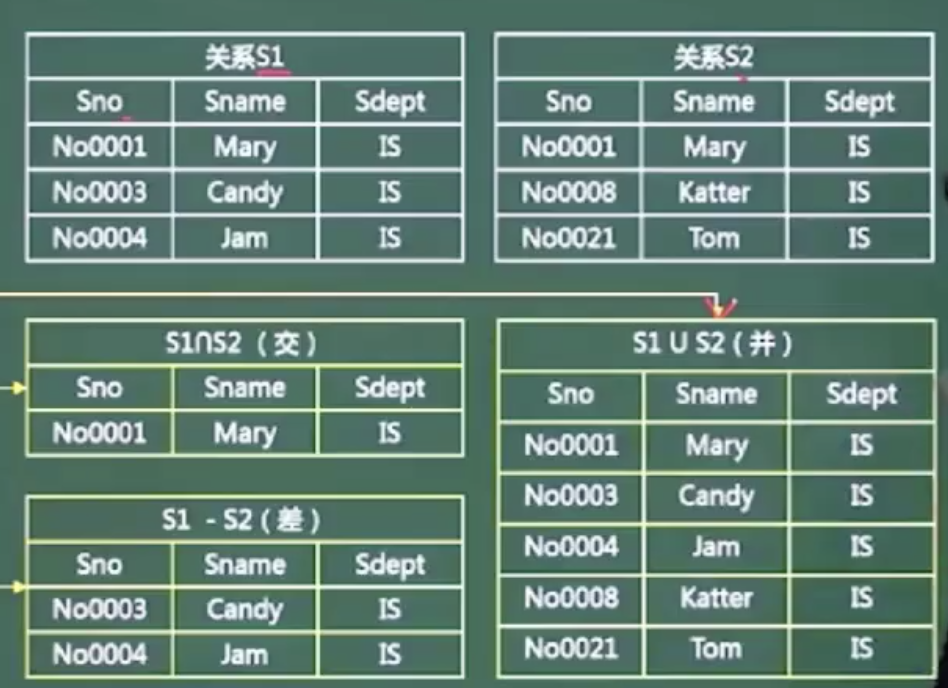 关系S1
Sno Sname Sdept
No0001 Mary IS
No0003 Candy IS
No0004 Jam IS
关系S2
Sno Sname Sdept
No0001 Mary IS
No0008 Katter IS
No0021 Tom IS
S1∩S2（交）
Sno Sname Sdept
No0001 Mary IS
S1 - S2（差）
Sno Sname Sdept
No0003 Candy IS
No0004 Jam IS
S1 U S2（并）
Sno Sname Sdept
No0001 Mary IS
No0003 Candy IS
No0004 Jam IS
No0008 Katter IS
No0021 Tom IS